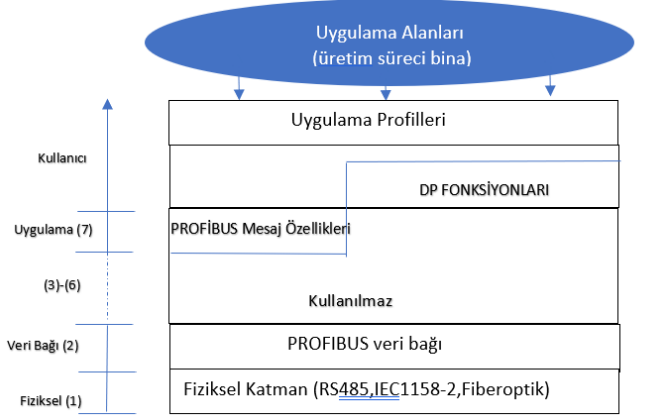 Uygulama Alanları
(üretim süreci bina)
Uygulama Profilleri
Kullanıcı
DP FONKSİYONLARI
Uygulama (7)
PROFİBUS Mesaj Özellikleri
(3)-(6)
Kullanılmaz
Veri Bağı (2)
PROFIBUS veri bağı
Fiziksel (1)
Fiziksel Katman (RS485,IEC1158-2,Fiberoptik)